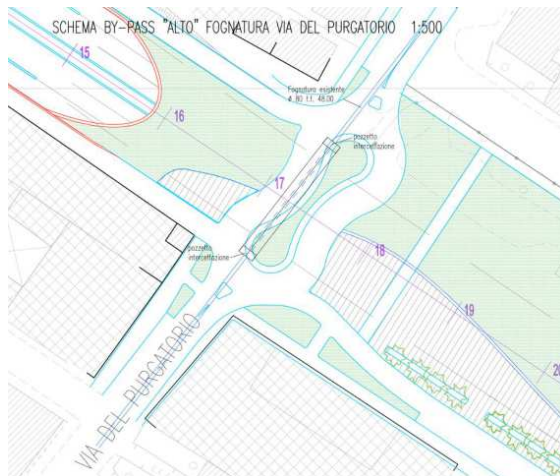 SCHEMA BY-PASS "ALTO" FOGNATURA VIA DEL PURGATORIO 1:500
15
16
Fognatura esistente
pozzetto
intercettazione
17
pozzetto
intercettazione
18
19
20
VIA DEL PURGATORIO